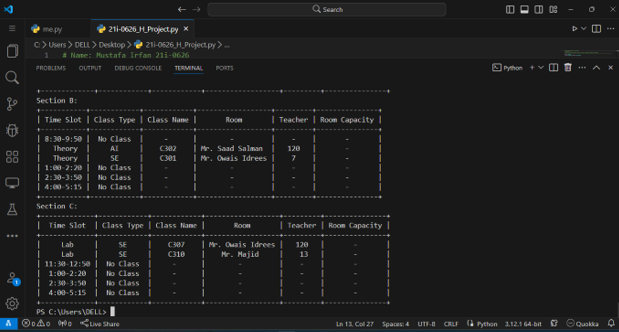 Search
me.py
21i-0626_H_Project.py
C: > Users > DELL > Desktop > 21i-0626_H_Project.py > ...
1 # Name: Mustafa Irfan 21i-0626
PROBLEMS OUTPUT DEBUG CONSOLE TERMINAL PORTS
Python
Section B:
| Time Slot | Class Type | Class Name | Room | Teacher | Room Capacity |
| 8:30-9:50 | No Class | - | - | - | - |
| Theory | AI | C302 | Mr. Saad Salman | 120 | - |
| Theory | SE | C301 | Mr. Owais Idrees | 7 | - |
| 1:00-2:20 | No Class | - | - | - | - |
| 2:30-3:50 | No Class | - | - | - | - |
| 4:00-5:15 | No Class | - | - | - | - |
Section C:
| Time Slot | Class Type | Class Name | Room | Teacher | Room Capacity |
| Lab | SE | C307 | Mr. Owais Idrees | 120 | - |
| Lab | SE | C310 | Mr. Majid | 13 | - |
| 11:30-12:50 | No Class | - | - | - | - |
| 1:00-2:20 | No Class | - | - | - | - |
| 2:30-3:50 | No Class | - | - | - | - |
| 4:00-5:15 | No Class | - | - | - | - |
PS C:\Users\DELL>
0 0 0 Live Share Ln 13, Col 27 Spaces: 4 UTF-8 CRLF Python 3.12.1 64-bit Quokka